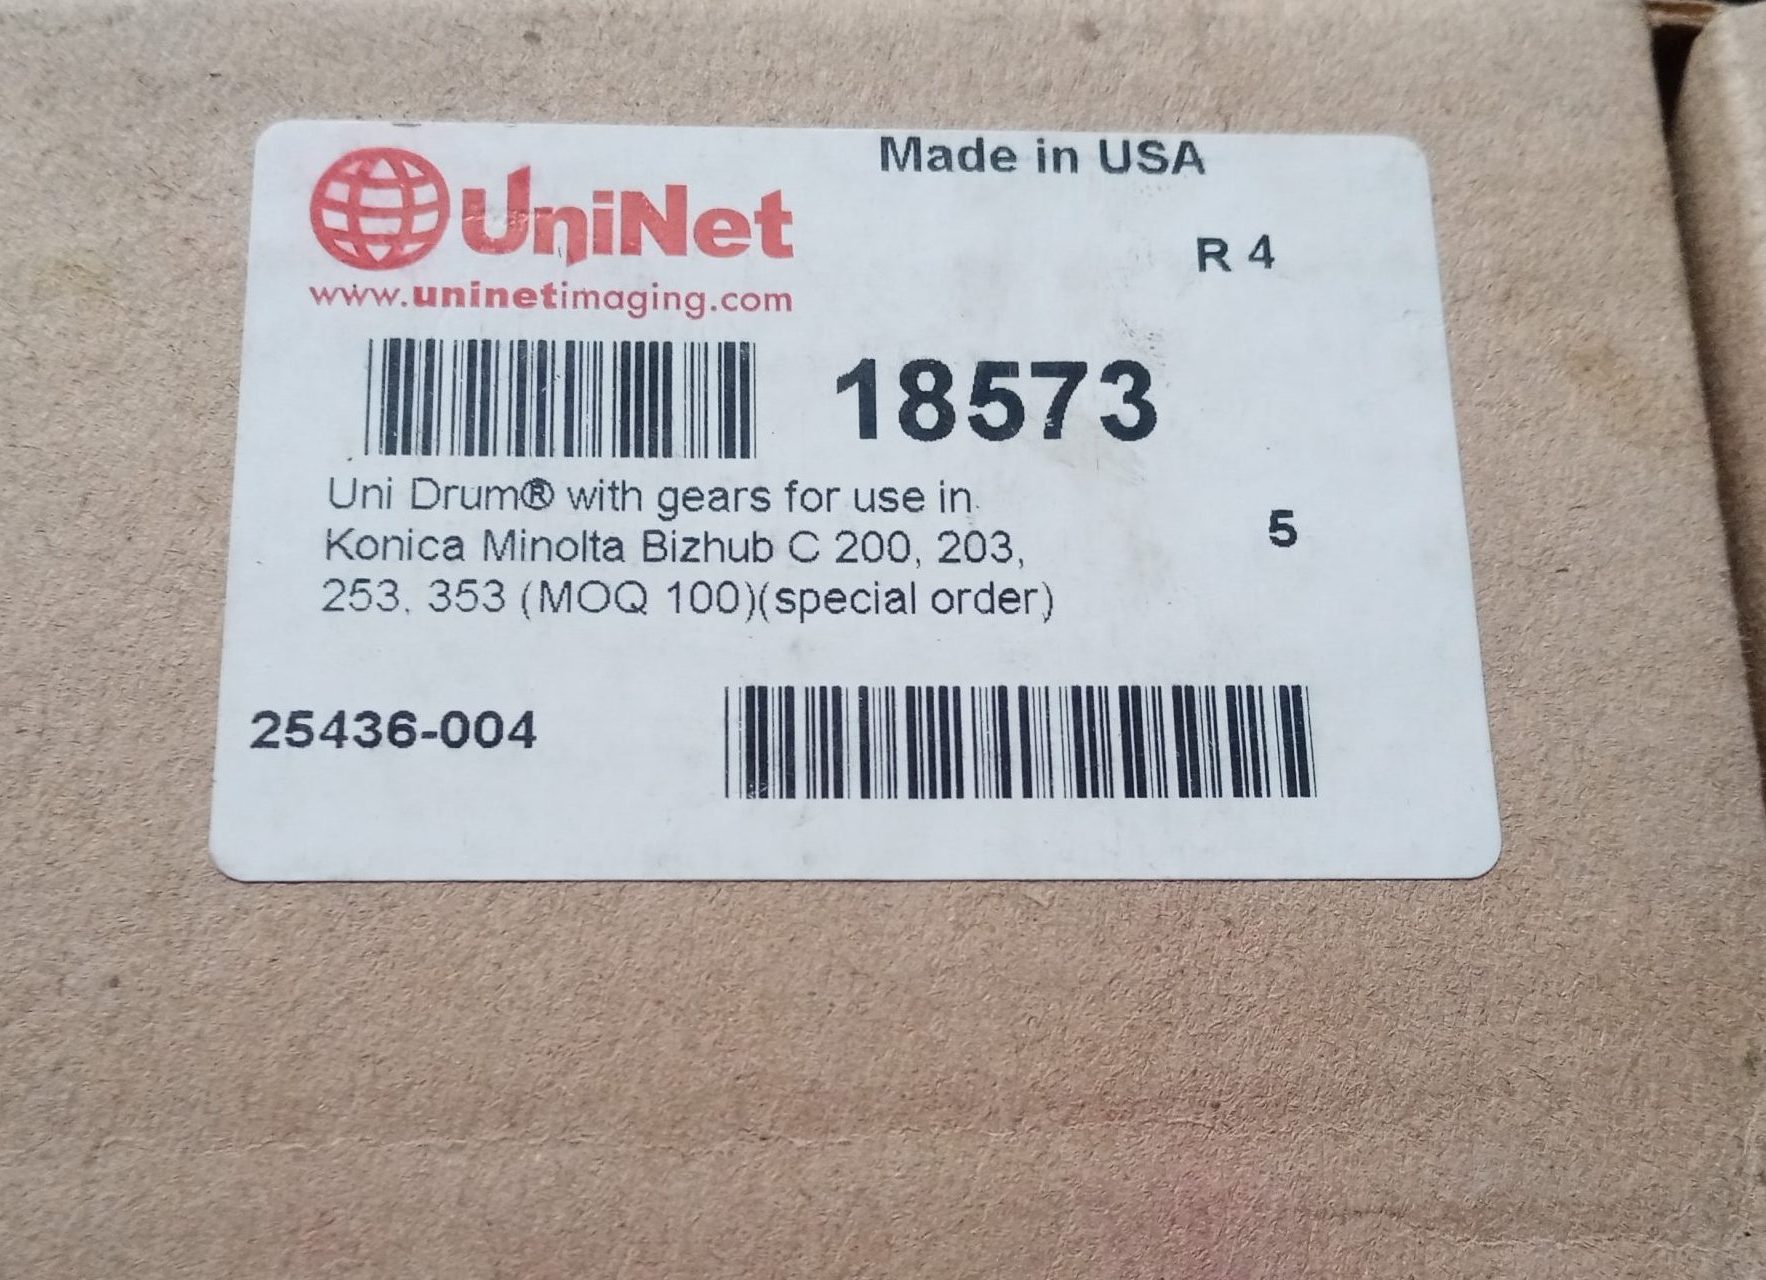 Made in USA
UniNet
www.uninetimaging.com
R 4
18573
Uni Drum® with gears for use in
Konica Minolta Bizhub C 200, 203,
253, 353 (MOQ 100)(special order)
5
25436-004